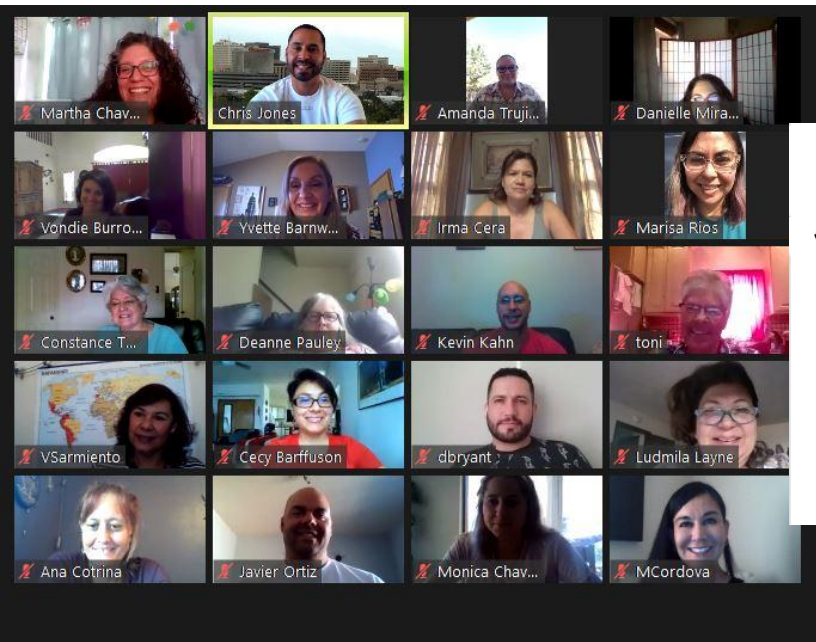 Martha Chav...
Chris Jones
Amanda Truji...
Danielle Mira...
Vondie Burro...
Yvette Barnw...
Irma Cera
Marisa Rios
Constance T...
Deanne Pauley
Kevin Kahn
toni
VSarmiento
Cecy Barffuson
dbryant
Ludmila Layne
Ana Cotrina
Javier Ortiz
Monica Chav...
MCordova